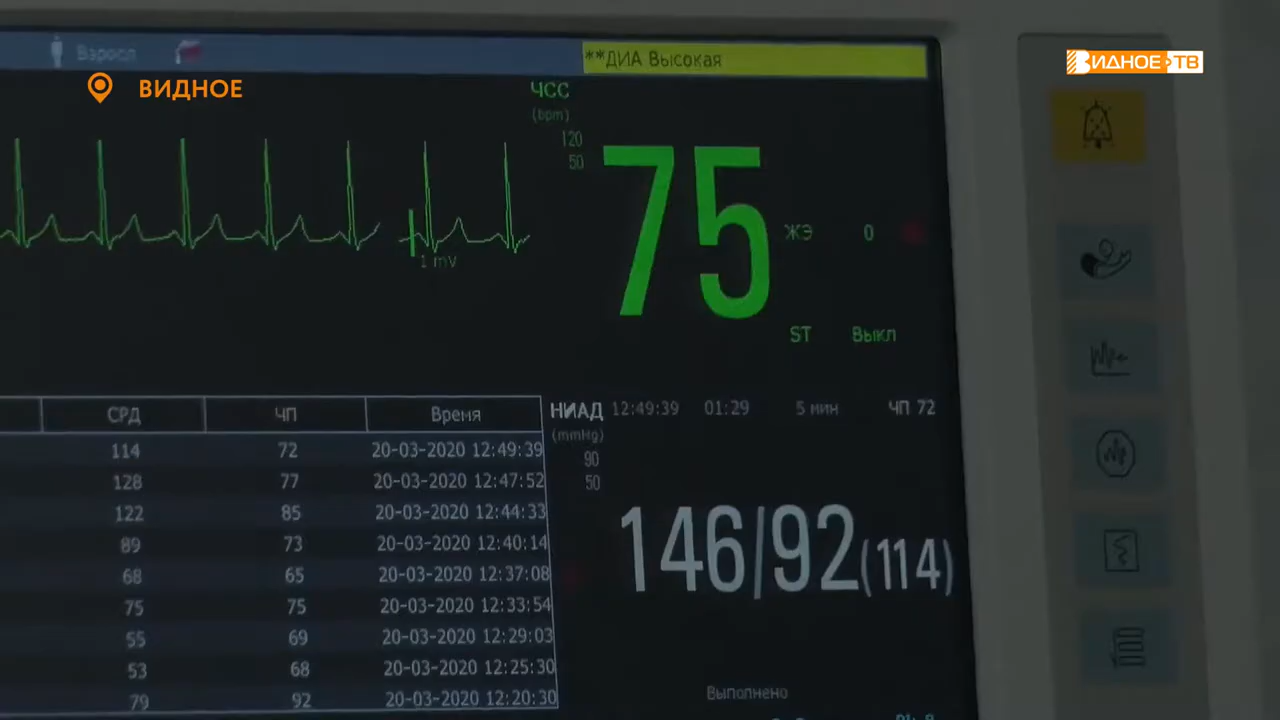 Взросл
**ДИА Высокая
ВИДНОЕ ТВ
ВИДНОЕ
ЧСС
(bpm)
120
50
75
ЖЭ 0
1 mV
ST Выкл
СРД ЧП Время
114 72 20-03-2020 12:49:39
128 77 20-03-2020 12:47:52
122 85 20-03-2020 12:44:33
89 73 20-03-2020 12:40:14
68 65 20-03-2020 12:37:08
75 75 20-03-2020 12:33:54
55 69 20-03-2020 12:29:03
53 68 20-03-2020 12:25:30
79 92 20-03-2020 12:20:30
НИАД 12:49:39 01:29 5 мин ЧП 72
(mmHg)
90
50
146/92(114)
Выполнено